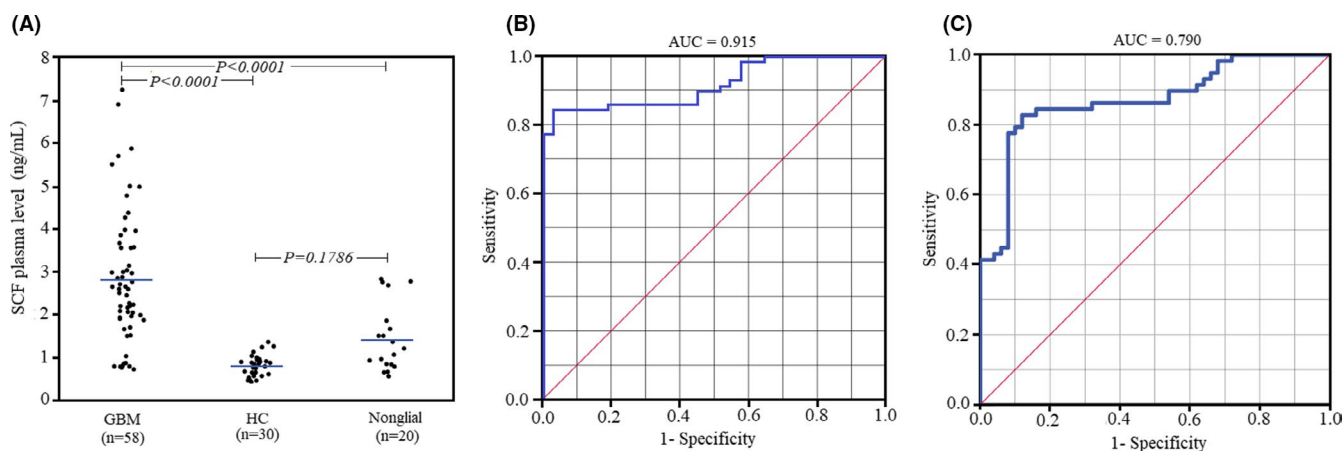 (A)
SCF plasma level (ng/mL)
8
7
6
5
4
3
2
1
0
P<0.0001
P<0.0001
P=0.1786
GBM
(n=58)
HC
(n=30)
Nonglial
(n=20)
(B)
AUC = 0.915
Sensitivity
1.0
0.8
0.6
0.4
0.2
0.0
0.0 0.2 0.4 0.6 0.8 1.0
1- Specificity
(C)
AUC = 0.790
Sensitivity
1.0
0.8
0.6
0.4
0.2
0.0
0.2 0.4 0.6 0.8 1.0
1- Specificity